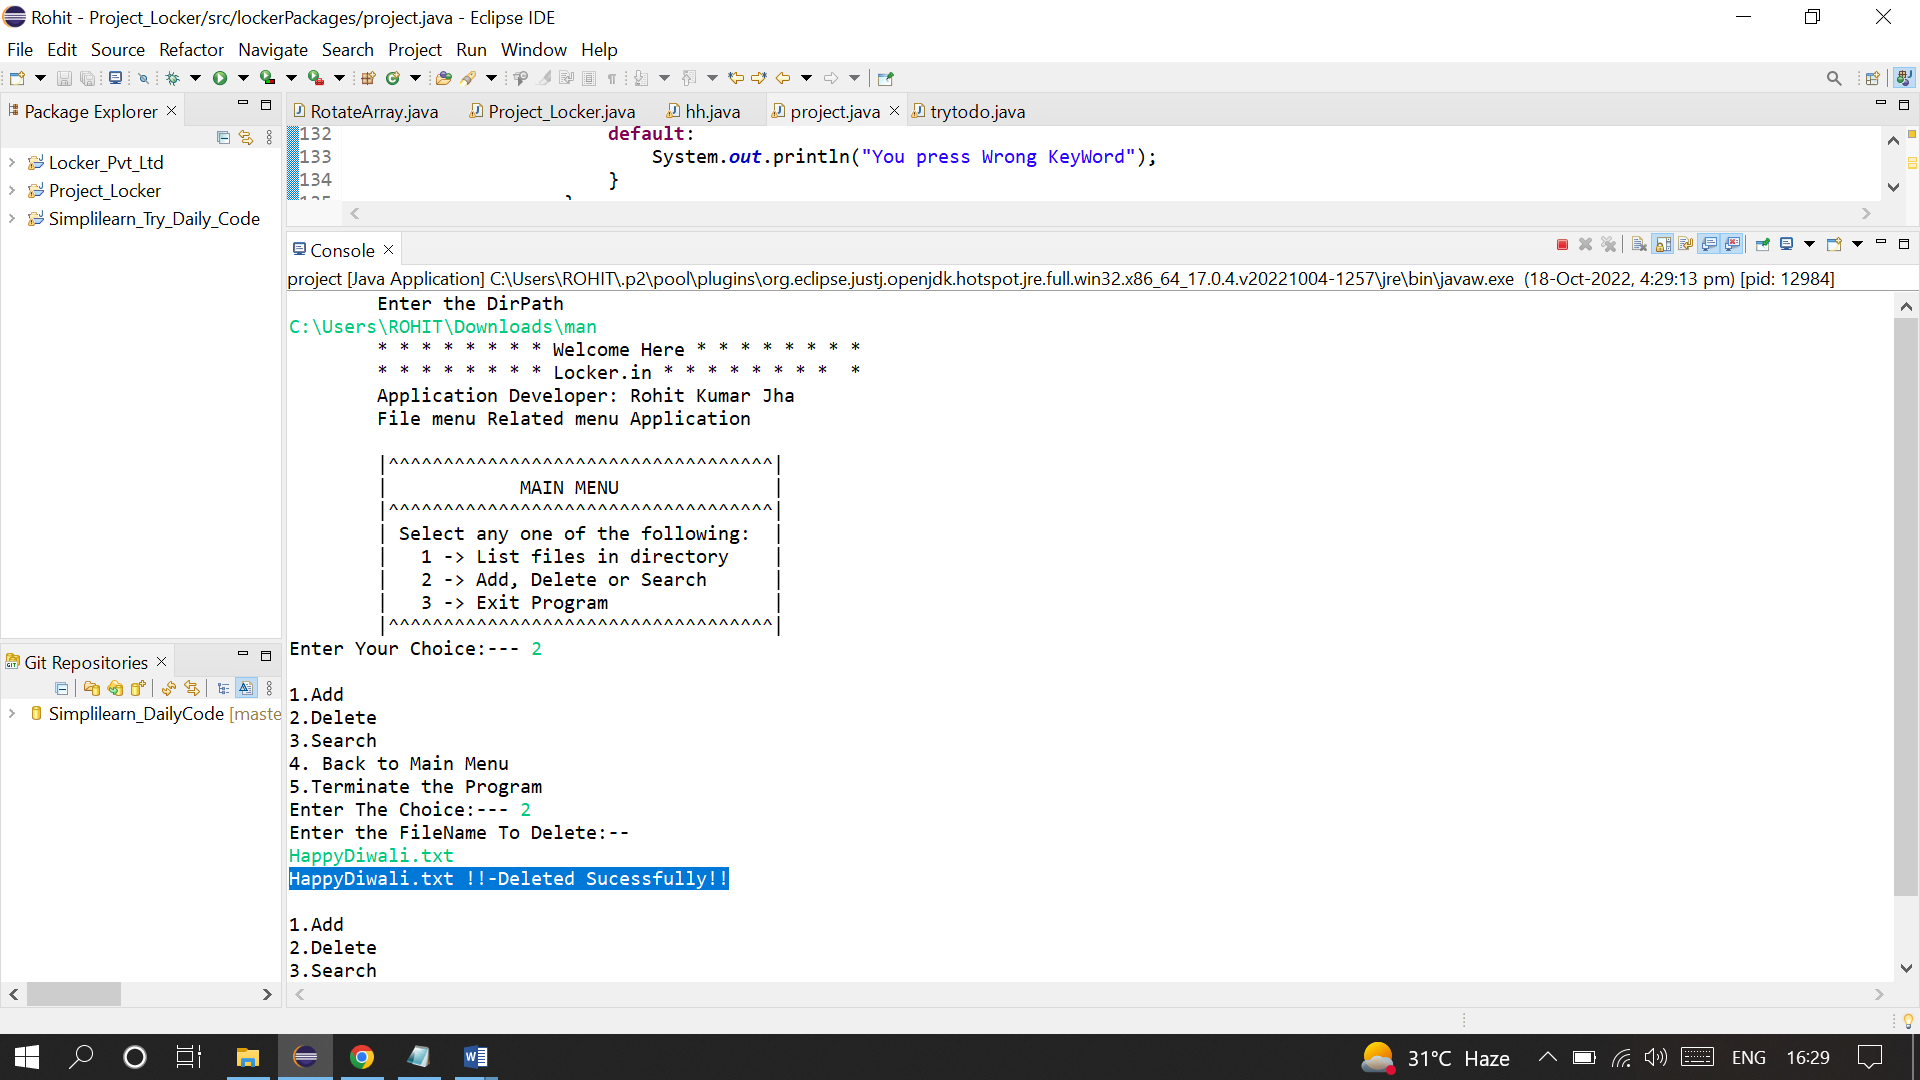 Rohit - Project_Locker/src/lockerPackages/project.java - Eclipse IDE
File Edit Source Refactor Navigate Search Project Run Window Help
Package Explorer
Locker_Pvt_Ltd
Project_Locker
Simplilearn_Try_Daily_Code
Git Repositories
Simplilearn_DailyCode [maste
RotateArray.java Project_Locker.java hh.java project.java trytodo.java
132 default:
133 System.out.println("You press Wrong KeyWord");
134 }
135 }
Console
project [Java Application] C:\Users\ROHIT\.p2\pool\plugins\org.eclipse.justj.openjdk.hotspot.jre.full.win32.x86_64_17.0.4.v20221004-1257\jre\bin\javaw.exe (18-Oct-2022, 4:29:13 pm) [pid: 12984]
Enter the DirPath
C:\Users\ROHIT\Downloads\man
* * * * * * * * Welcome Here * * * * * * * *
* * * * * * * * Locker.in * * * * * * * *  *
Application Developer: Rohit Kumar Jha
File menu Related menu Application
|^^^^^^^^^^^^^^^^^^^^^^^^^^^^^^^^^^^|
| MAIN MENU |
|^^^^^^^^^^^^^^^^^^^^^^^^^^^^^^^^^^^|
| Select any one of the following: |
| 1 -> List files in directory |
| 2 -> Add, Delete or Search |
| 3 -> Exit Program |
|^^^^^^^^^^^^^^^^^^^^^^^^^^^^^^^^^^^|
Enter Your Choice:--- 2
1.Add
2.Delete
3.Search
4. Back to Main Menu
5.Terminate the Program
Enter The Choice:--- 2
Enter the FileName To Delete:--
HappyDiwali.txt
HappyDiwali.txt !!-Deleted Sucessfully!!
1.Add
2.Delete
3.Search
31°C Haze ENG 16:29